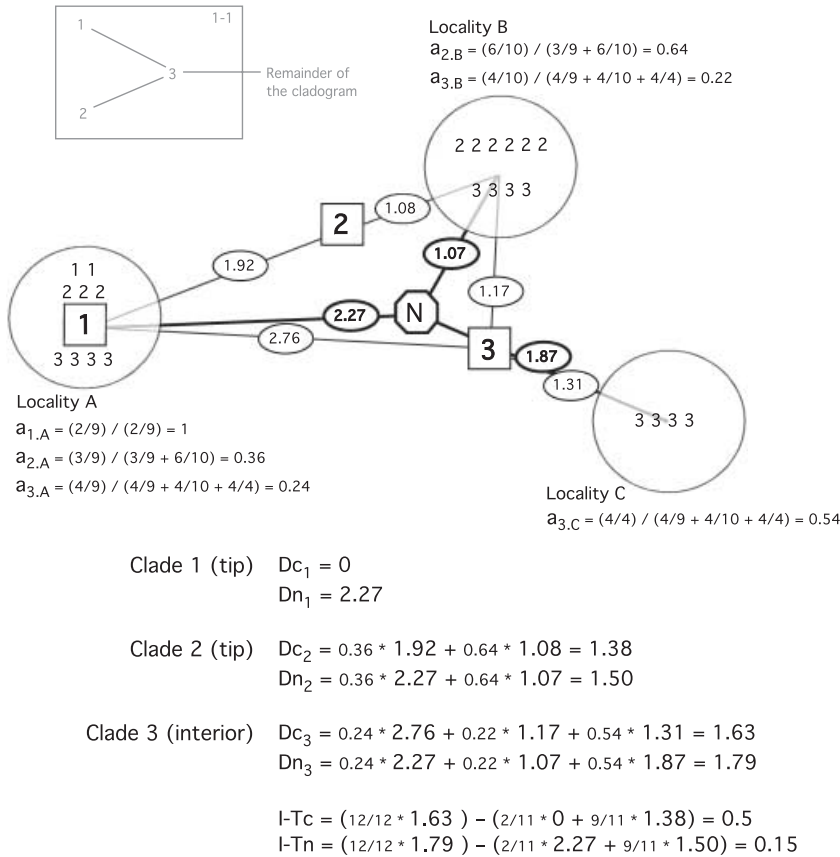 1
1-1
3
Remainder of
the cladogram
2
Locality B
a2.B = (6/10) / (3/9 + 6/10) = 0.64
a3.B = (4/10) / (4/9 + 4/10 + 4/4) = 0.22
2 2 2 2 2 2
3 3 3 3
1.08
2
1.92
1.07
1 1
2 2 2
1
3 3 3 3
2.27
N
1.17
2.76
3
1.87
1.31
3 3 3 3
Locality A
a1.A = (2/9) / (2/9) = 1
a2.A = (3/9) / (3/9 + 6/10) = 0.36
a3.A = (4/9) / (4/9 + 4/10 + 4/4) = 0.24
Locality C
a3.C = (4/4) / (4/9 + 4/10 + 4/4) = 0.54
Clade 1 (tip) Dc1 = 0
Dn1 = 2.27
Clade 2 (tip) Dc2 = 0.36 * 1.92 + 0.64 * 1.08 = 1.38
Dn2 = 0.36 * 2.27 + 0.64 * 1.07 = 1.50
Clade 3 (interior) Dc3 = 0.24 * 2.76 + 0.22 * 1.17 + 0.54 * 1.31 = 1.63
Dn3 = 0.24 * 2.27 + 0.22 * 1.07 + 0.54 * 1.87 = 1.79
I-Tc = (12/12 * 1.63 ) – (2/11 * 0 + 9/11 * 1.38) = 0.5
I-Tn = (12/12 * 1.79) – (2/11 * 2.27 + 9/11 * 1.50) = 0.15